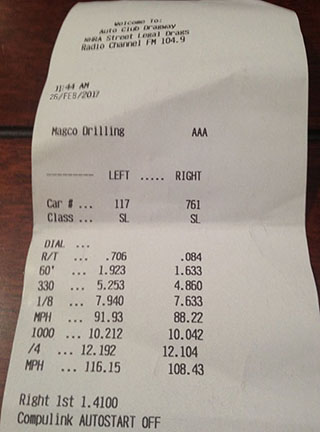 Welcome To:
Auto Club Dragway
NHRA Street Legal Drags
Radio Channel FM 104.9
11:44 AM
26/FEB/2017
Magco Drilling AAA
---------- LEFT ..... RIGHT
Car # ... 117 761
Class ... SL SL
DIAL ...
R/T ... .706 .084
60' ... 1.923 1.633
330 ... 5.253 4.860
1/8 ... 7.940 7.633
MPH ... 91.93 88.22
1000 ... 10.212 10.042
/4 ... 12.192 12.104
MPH ... 116.15 108.43
Right 1st 1.4100
Compulink AUTOSTART OFF